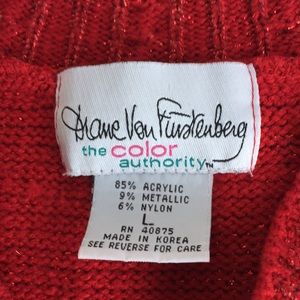 Diane Von Furstenberg
the color
authority™
85% ACRYLIC
9% METALLIC
6% NYLON
L
RN 40875
MADE IN KOREA
SEE REVERSE FOR CARE